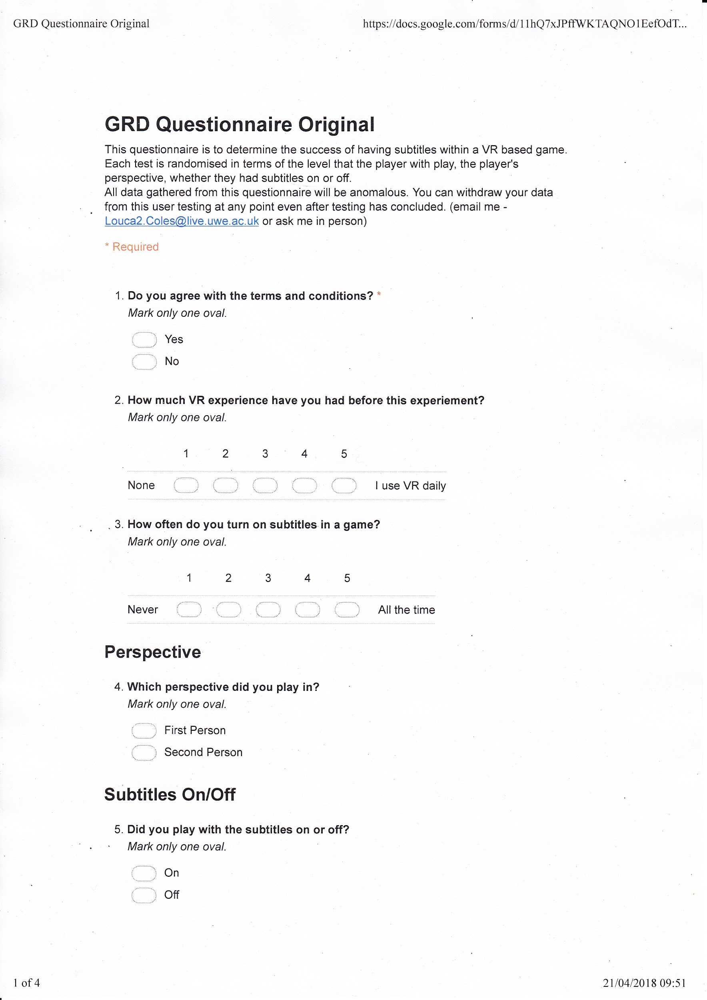 GRD Questionnaire Original
https://docs.google.com/forms/d/11hQ7xJPffWKTAQNO1EefOdT...
GRD Questionnaire Original
This questionnaire is to determine the success of having subtitles within a VR based game.
Each test is randomised in terms of the level that the player with play, the player's
perspective, whether they had subtitles on or off.
All data gathered from this questionnaire will be anomalous. You can withdraw your data
from this user testing at any point even after testing has concluded. (email me -
Louca2.Coles@live.uwe.ac.uk or ask me in person)
* Required
1. Do you agree with the terms and conditions? *
Mark only one oval.
Yes
No
2. How much VR experience have you had before this experiement?
Mark only one oval.
1 2 3 4 5
None I use VR daily
3. How often do you turn on subtitles in a game?
Mark only one oval.
1 2 3 4 5
Never All the time
Perspective
4. Which perspective did you play in?
Mark only one oval.
First Person
Second Person
Subtitles On/Off
5. Did you play with the subtitles on or off?
Mark only one oval.
On
Off
1 of 4
21/04/2018 09:51